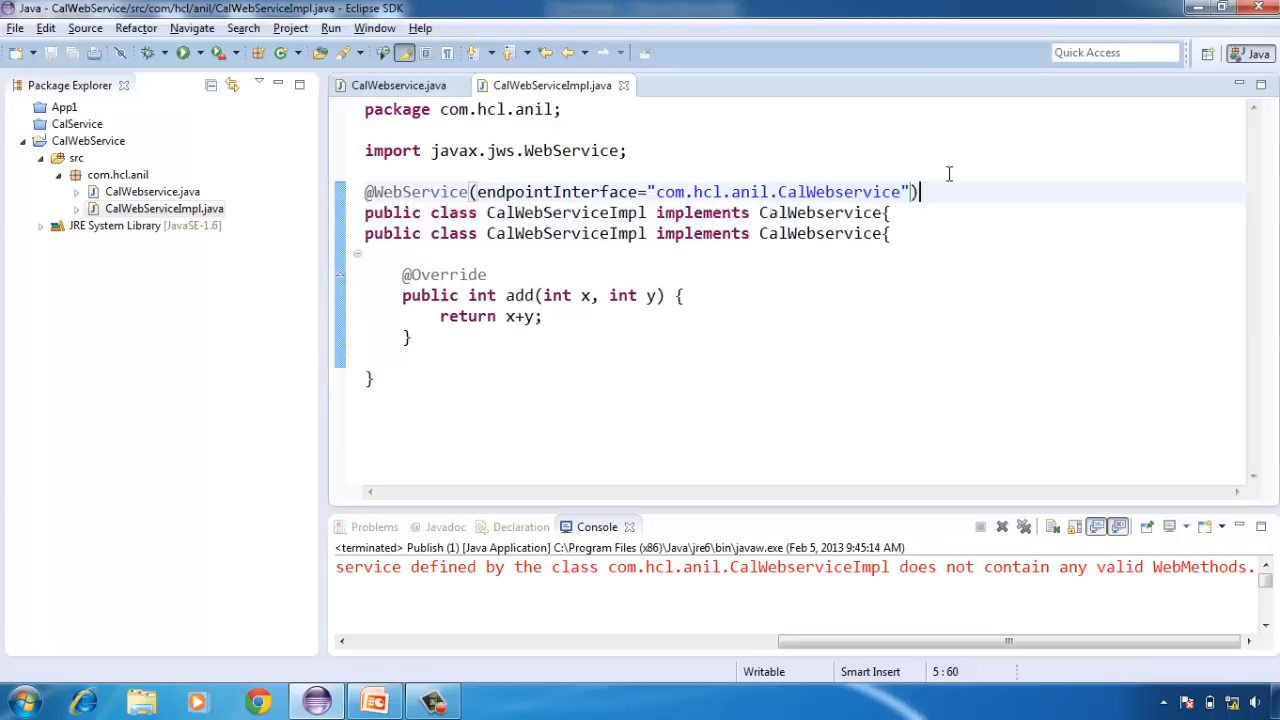 Java - CalWebService/src/com/hcl/anil/CalWebServiceImpl.java - Eclipse SDK
File Edit Source Refactor Navigate Search Project Run Window Help
Quick Access Java
Package Explorer
CalWebservice.java CalWebServiceImpl.java
App1
CalService
CalWebService
src
com.hcl.anil
CalWebservice.java
CalWebServiceImpl.java
JRE System Library [JavaSE-1.6]
package com.hcl.anil;
import javax.jws.WebService;
@WebService(endpointInterface="com.hcl.anil.CalWebservice")
public class CalWebServiceImpl implements CalWebservice{
public class CalWebServiceImpl implements CalWebservice{
@Override
public int add(int x, int y) {
return x+y;
}
}
Problems @ Javadoc Declaration Console
<terminated> Publish (1) [Java Application] C:\Program Files (x86)\Java\jre6\bin\javaw.exe (Feb 5, 2013 9:45:14 AM)
service defined by the class com.hcl.anil.CalWebserviceImpl does not contain any valid WebMethods.
Writable Smart Insert 5 : 60